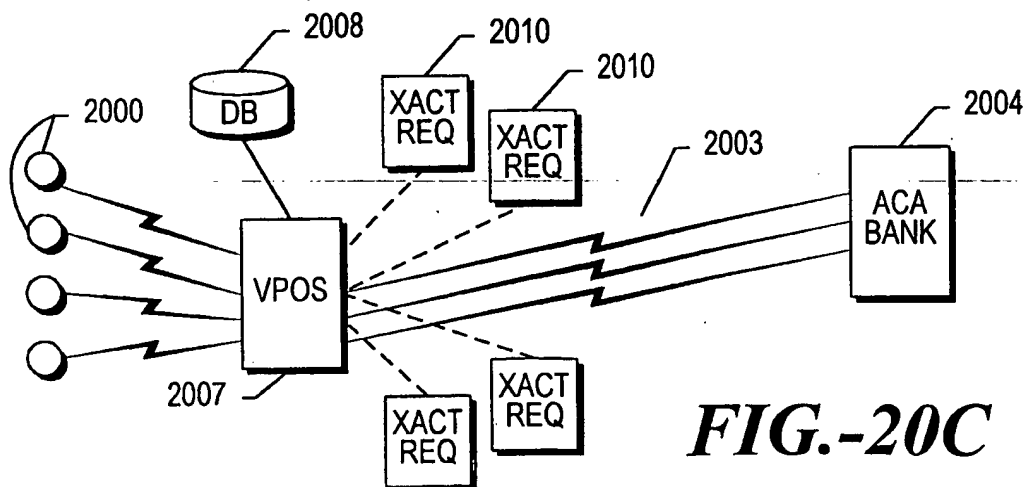 2008
2010
2010
2000
DB
XACT
REQ
XACT
REQ
2004
2003
ACA
BANK
VPOS
2007
XACT
REQ
XACT
REQ
FIG.-20C